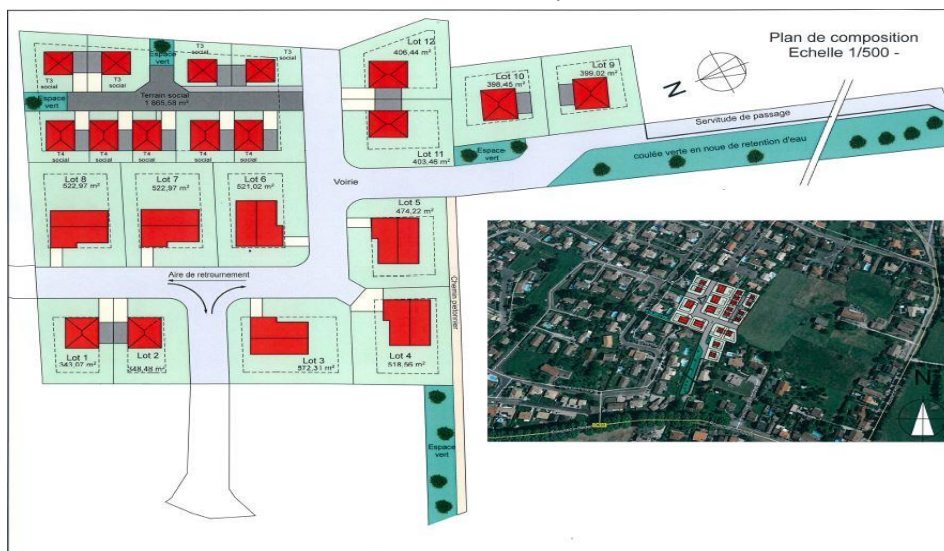 Plan de composition
Echelle 1/500 -
N
T3
social
Espace
vert
T3
social
T3
social
T3
social
T3
social
Espace
vert
Terrain social
1 865,58 m²
T4
social
T4
social
T4
social
T4
social
T4
social
Lot 12
406,44 m²
Lot 10
398,45 m²
Lot 9
399,02 m²
Lot 11
403,46 m²
Espace
vert
Servitude de passage
coulée verte en noue de retention d'eau
Lot 8
522,97 m²
Lot 7
522,97 m²
Lot 6
521,02 m²
Voirie
Lot 5
474,22 m²
Aire de retournement
Chemin pietonnier
Lot 1
343,07 m²
Lot 2
348,48 m²
Lot 3
572,31 m²
Lot 4
518,56 m²
Espace
vert
N